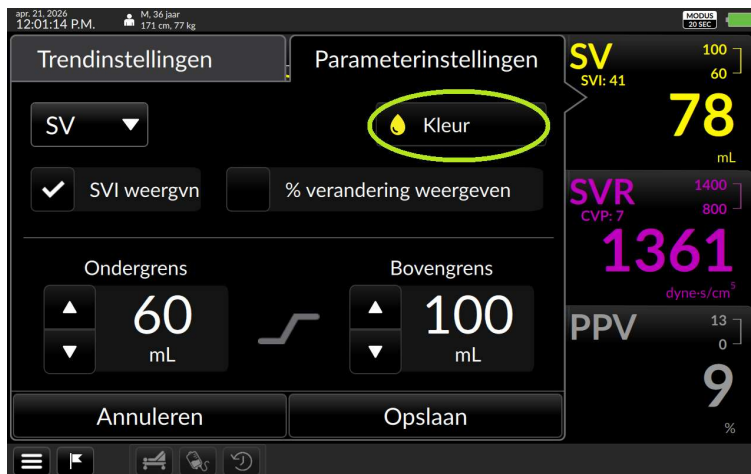 apr. 21, 2026
12:01:14 P.M.
M, 36 jaar
171 cm, 77 kg
MODUS
20 SEC
Trendinstellingen
Parameterinstellingen
SV
Kleur
SVI weergvn
% verandering weergeven
Ondergrens
Bovengrens
60
mL
100
mL
Annuleren
Opslaan
SV
100
SVI: 41
60
78
mL
SVR
1400
CVP: 7
800
1361
dyne·s/cm⁵
PPV
13
0
9
%